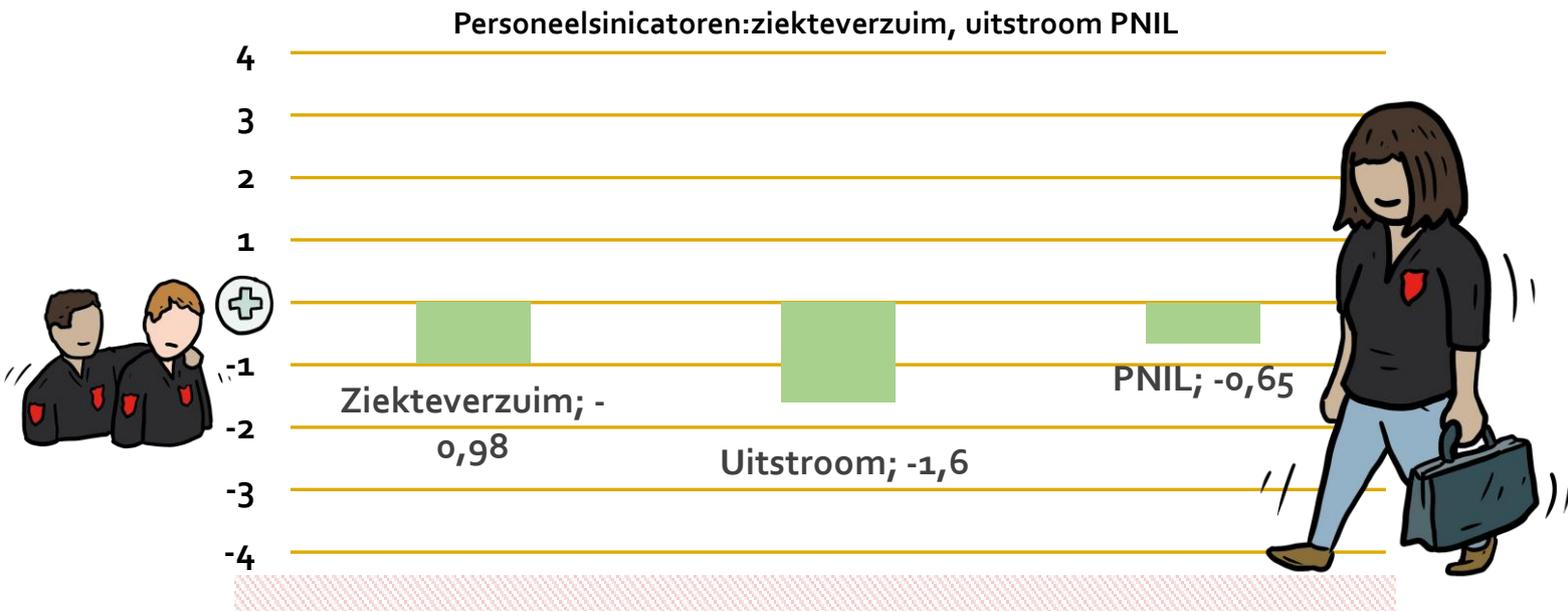 Personeelsinicatoren:ziekteverzuim, uitstroom PNIL
4
3
2
1
-1
-2
-3
-4
Ziekteverzuim; -
0,98
Uitstroom; -1,6
PNIL; -0,65